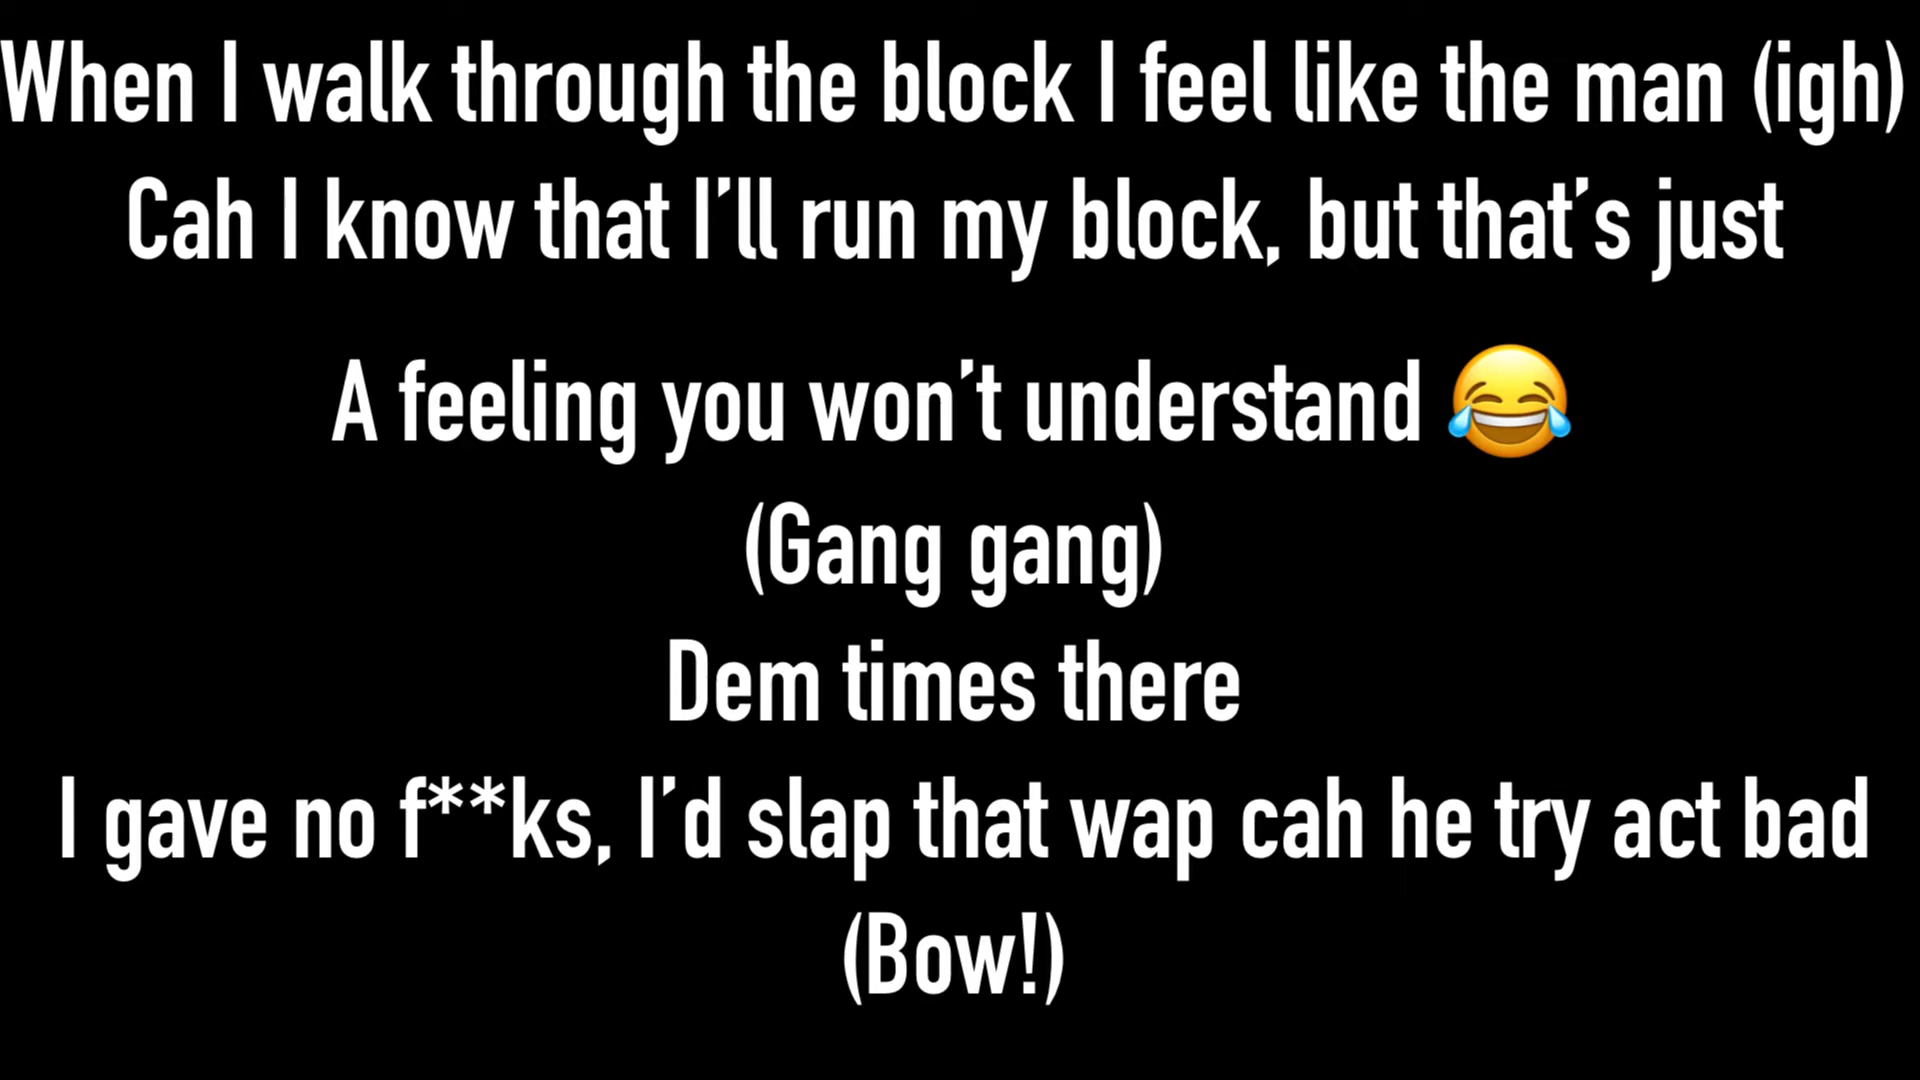 When I walk through the block I feel like the man (igh)
Cah I know that I’ll run my block, but that’s just
A feeling you won’t understand 😂
(Gang gang)
Dem times there
I gave no f**ks, I’d slap that wap cah he try act bad
(Bow!)